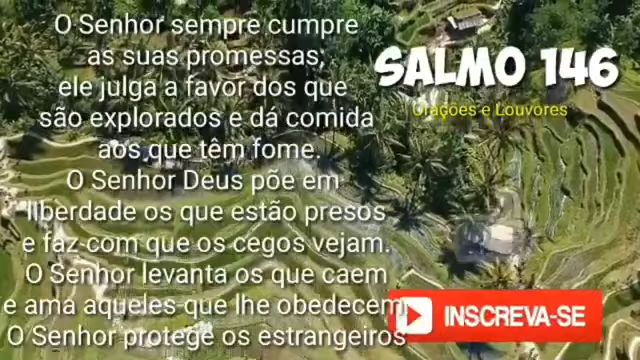 O Senhor sempre cumpre
as suas promessas;
ele julga a favor dos que
são explorados e dá comida
aos que têm fome.
O Senhor Deus põe em
liberdade os que estão presos
e faz com que os cegos vejam.
O Senhor levanta os que caem
e ama aqueles que lhe obedecem
O Senhor protege os estrangeiros
SALMO 146
Orações e Louvores
INSCREVA-SE